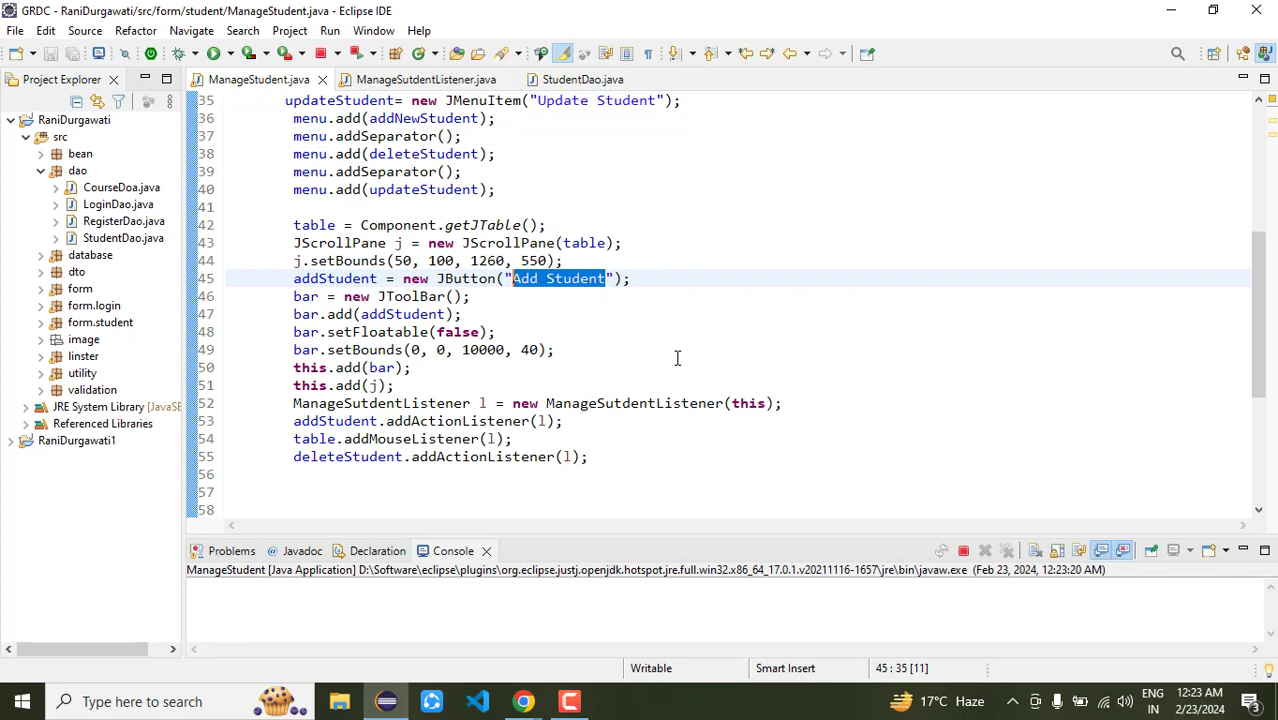 GRDC - RaniDurgawati/src/form/student/ManageStudent.java - Eclipse IDE
File Edit Source Refactor Navigate Search Project Run Window Help
Project Explorer
RaniDurgawati
src
bean
dao
CourseDoa.java
LoginDao.java
RegisterDao.java
StudentDao.java
database
dto
form
form.login
form.student
image
linster
utility
validation
JRE System Library [JavaSE
Referenced Libraries
RaniDurgawati1
ManageStudent.java ManageSutdentListener.java StudentDao.java
35 updateStudent= new JMenuItem("Update Student");
36 menu.add(addNewStudent);
37 menu.addSeparator();
38 menu.add(deleteStudent);
39 menu.addSeparator();
40 menu.add(updateStudent);
41
42 table = Component.getJTable();
43 JScrollPane j = new JScrollPane(table);
44 j.setBounds(50, 100, 1260, 550);
45 addStudent = new JButton("Add Student");
46 bar = new JToolBar();
47 bar.add(addStudent);
48 bar.setFloatable(false);
49 bar.setBounds(0, 0, 10000, 40);
50 this.add(bar);
51 this.add(j);
52 ManageSutdentListener l = new ManageSutdentListener(this);
53 addStudent.addActionListener(l);
54 table.addMouseListener(l);
55 deleteStudent.addActionListener(l);
56
57
58
Problems Javadoc Declaration Console
ManageStudent [Java Application] D:\Software\eclipse\plugins\org.eclipse.justj.openjdk.hotspot.jre.full.win32.x86_64_17.0.1.v20211116-1657\jre\bin\javaw.exe (Feb 23, 2024, 12:23:20 AM)
Writable Smart Insert 45 : 35 [11]
Type here to search
17°C Haze
ENG
IN
12:23 AM
2/23/2024
3